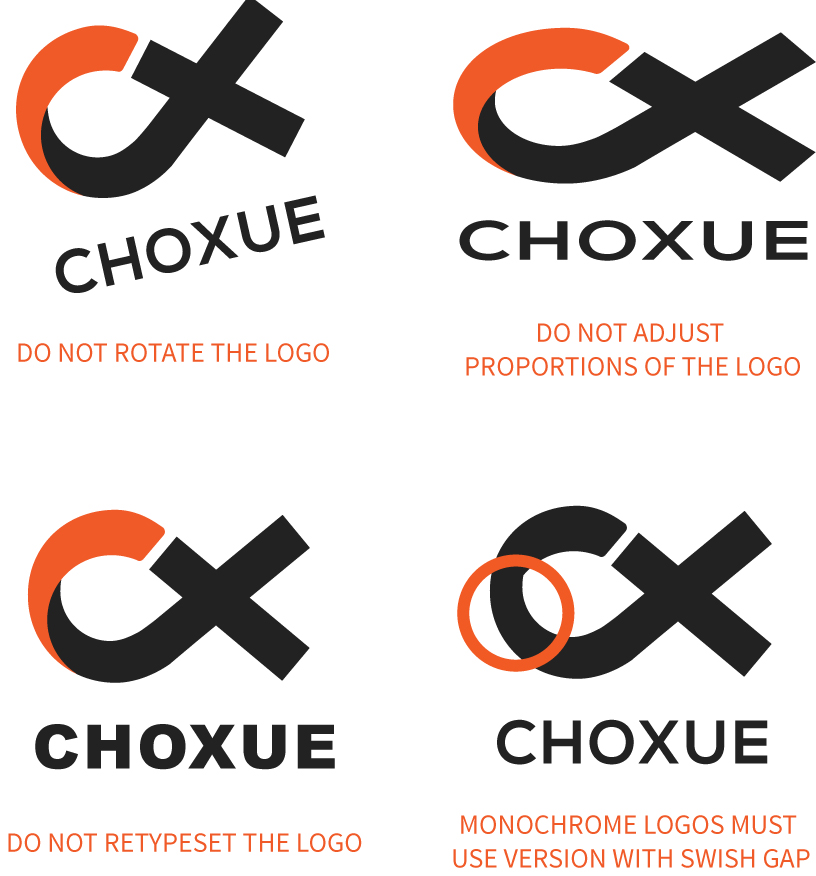 CHOXUE
DO NOT ROTATE THE LOGO
CHOXUE
DO NOT ADJUST
PROPORTIONS OF THE LOGO
CHOXUE
DO NOT RETYPESET THE LOGO
CHOXUE
MONOCHROME LOGOS MUST
USE VERSION WITH SWISH GAP